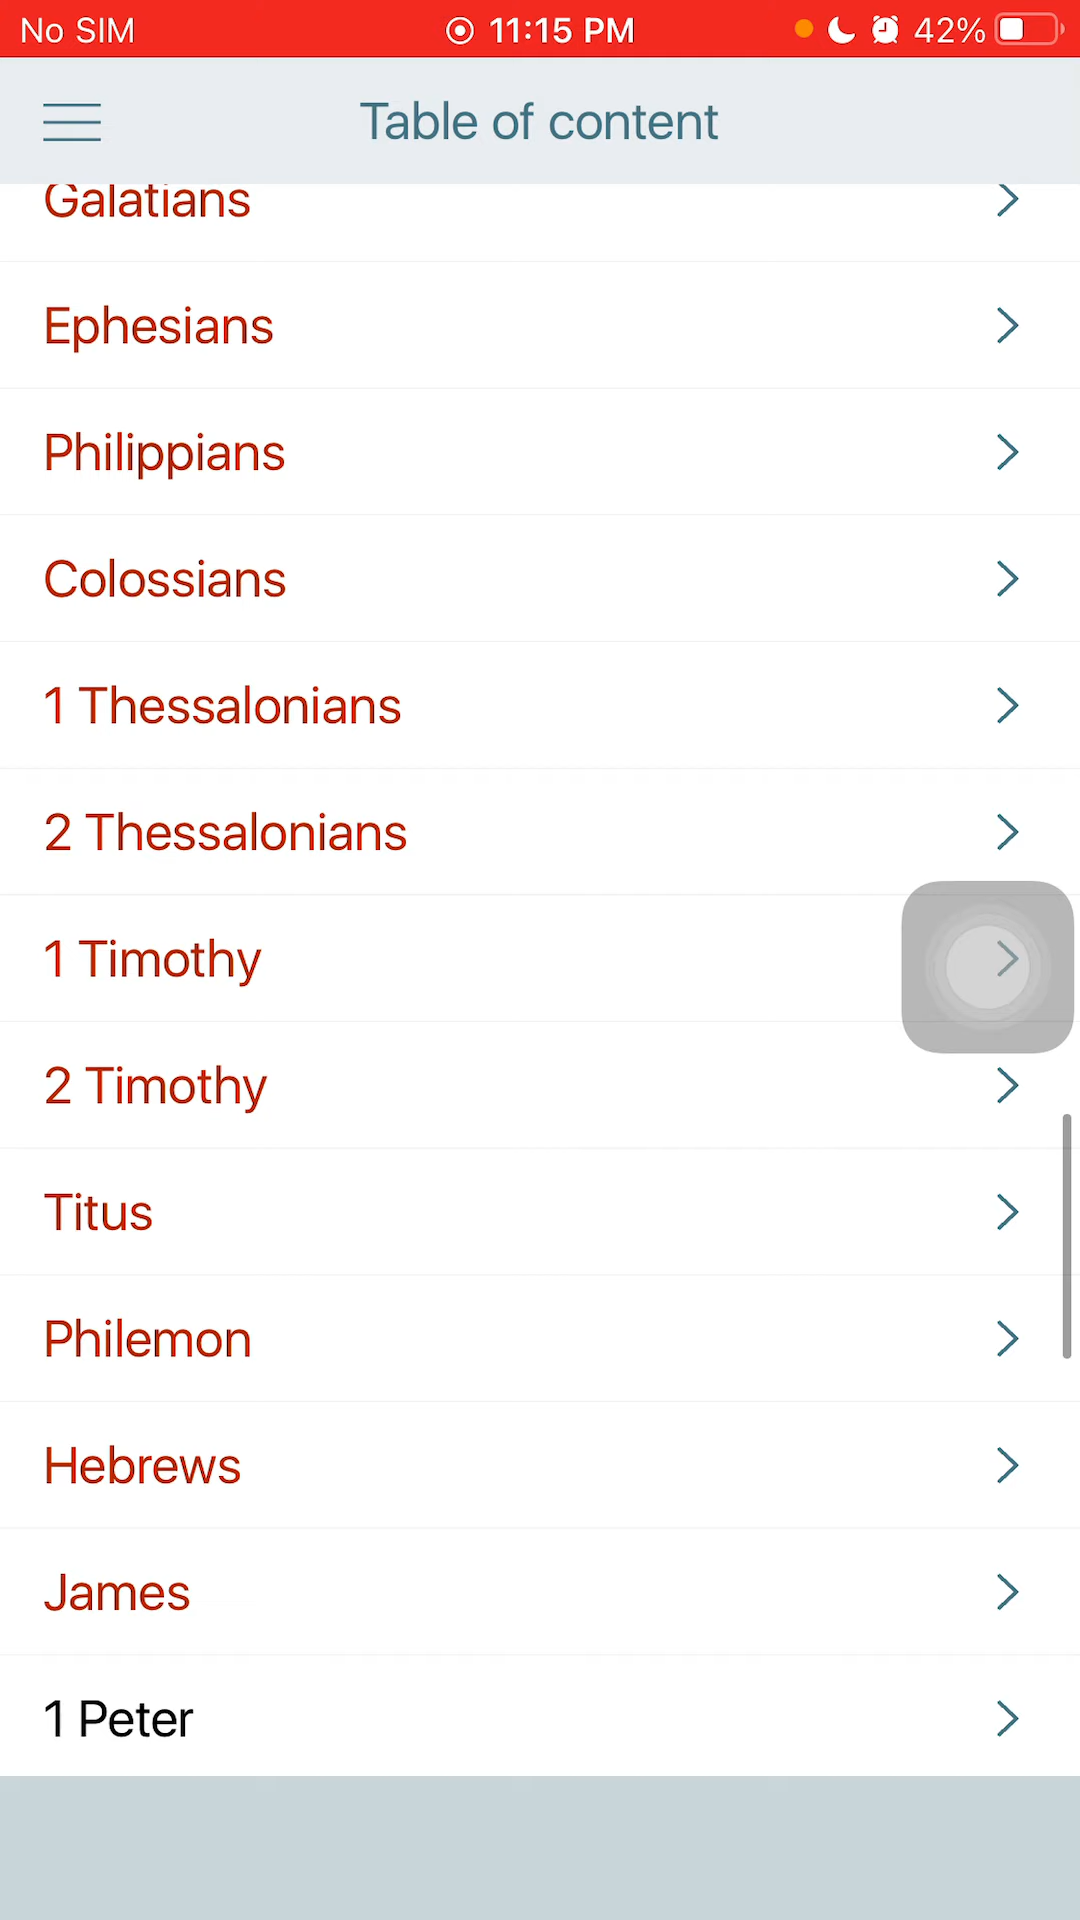 No SIM 11:15 PM 42%
Table of content
Galatians
Ephesians
Philippians
Colossians
1 Thessalonians
2 Thessalonians
1 Timothy
2 Timothy
Titus
Philemon
Hebrews
James
1 Peter